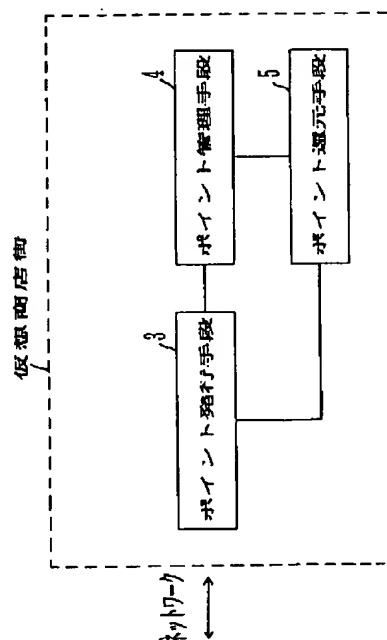 仮想商店街
ネットワーク
3
ポイント発行手段
4
ポイント管理手段
5
ポイント還元手段